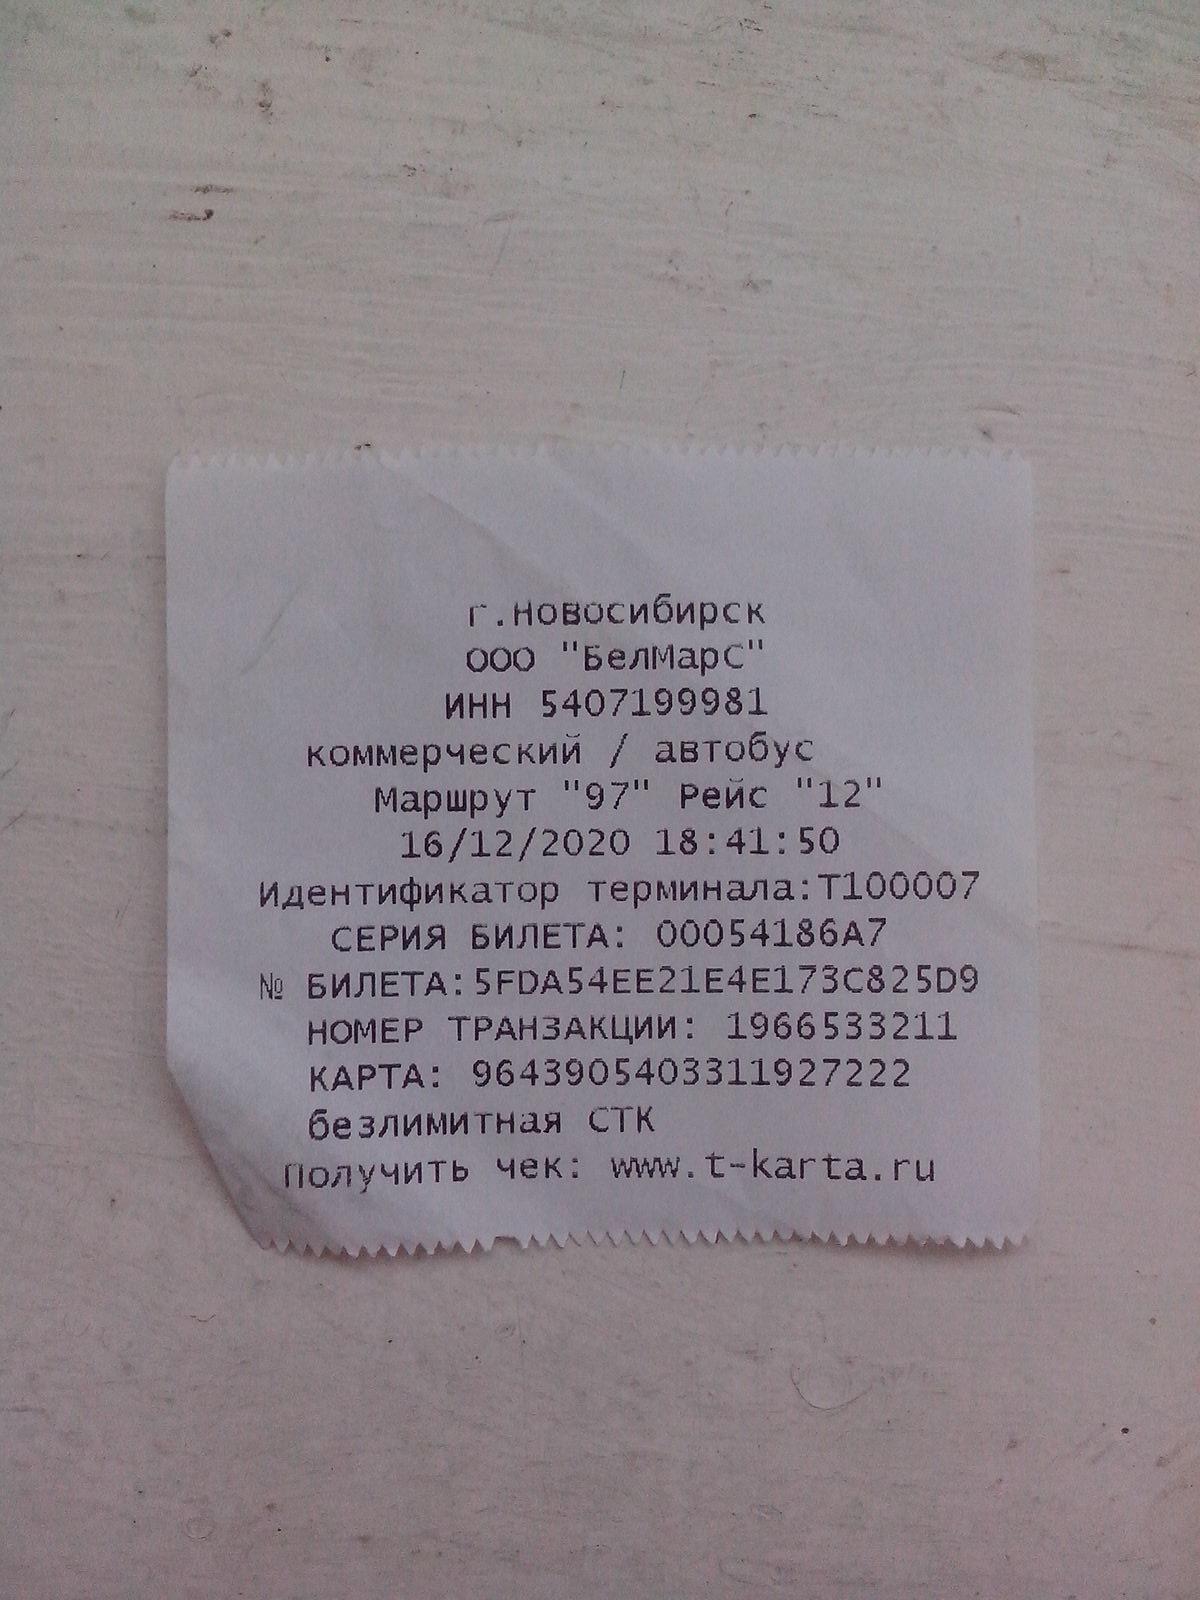 г.Новосибирск
ООО "БелМарС"
ИНН 5407199981
коммерческий / автобус
Маршрут "97" Рейс "12"
16/12/2020 18:41:50
Идентификатор терминала:Т100007
СЕРИЯ БИЛЕТА: 00054186A7
№ БИЛЕТА:5FDA54EE21E4E173C825D9
НОМЕР ТРАНЗАКЦИИ: 1966533211
КАРТА: 9643905403311927222
безлимитная СТК
Получить чек: www.t-karta.ru